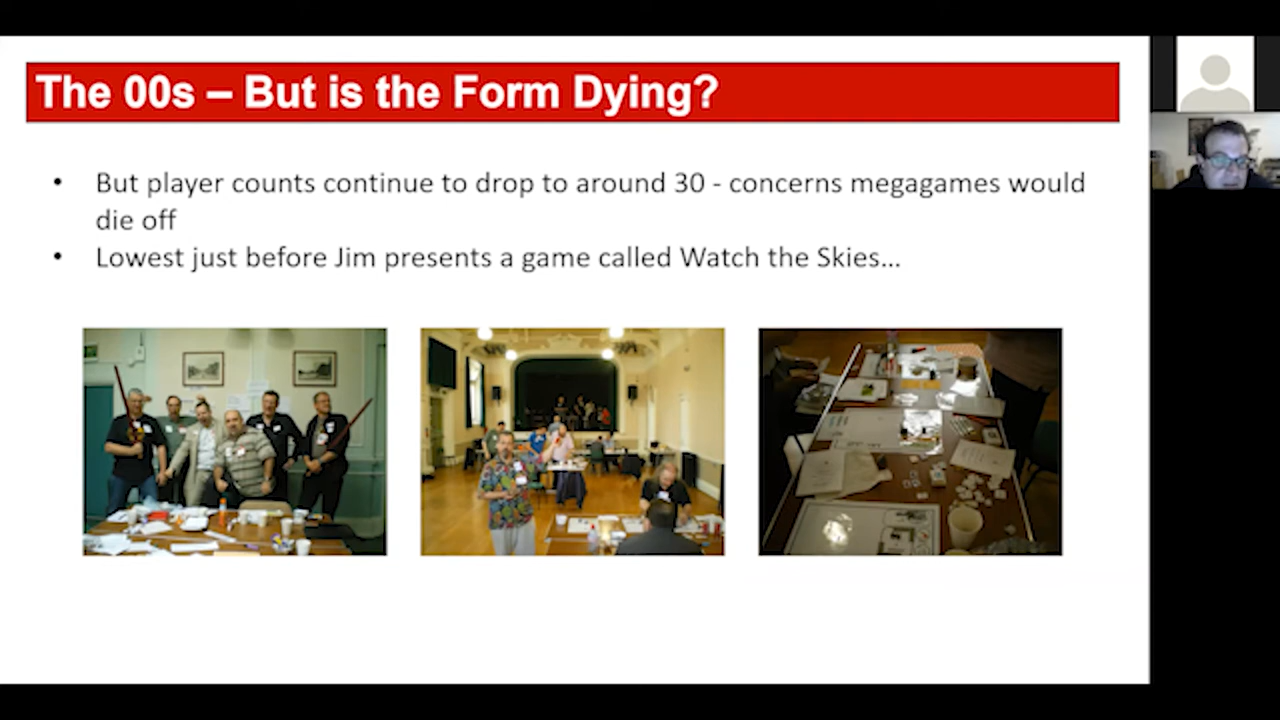 The 00s – But is the Form Dying?
• But player counts continue to drop to around 30 - concerns megagames would
die off
• Lowest just before Jim presents a game called Watch the Skies...